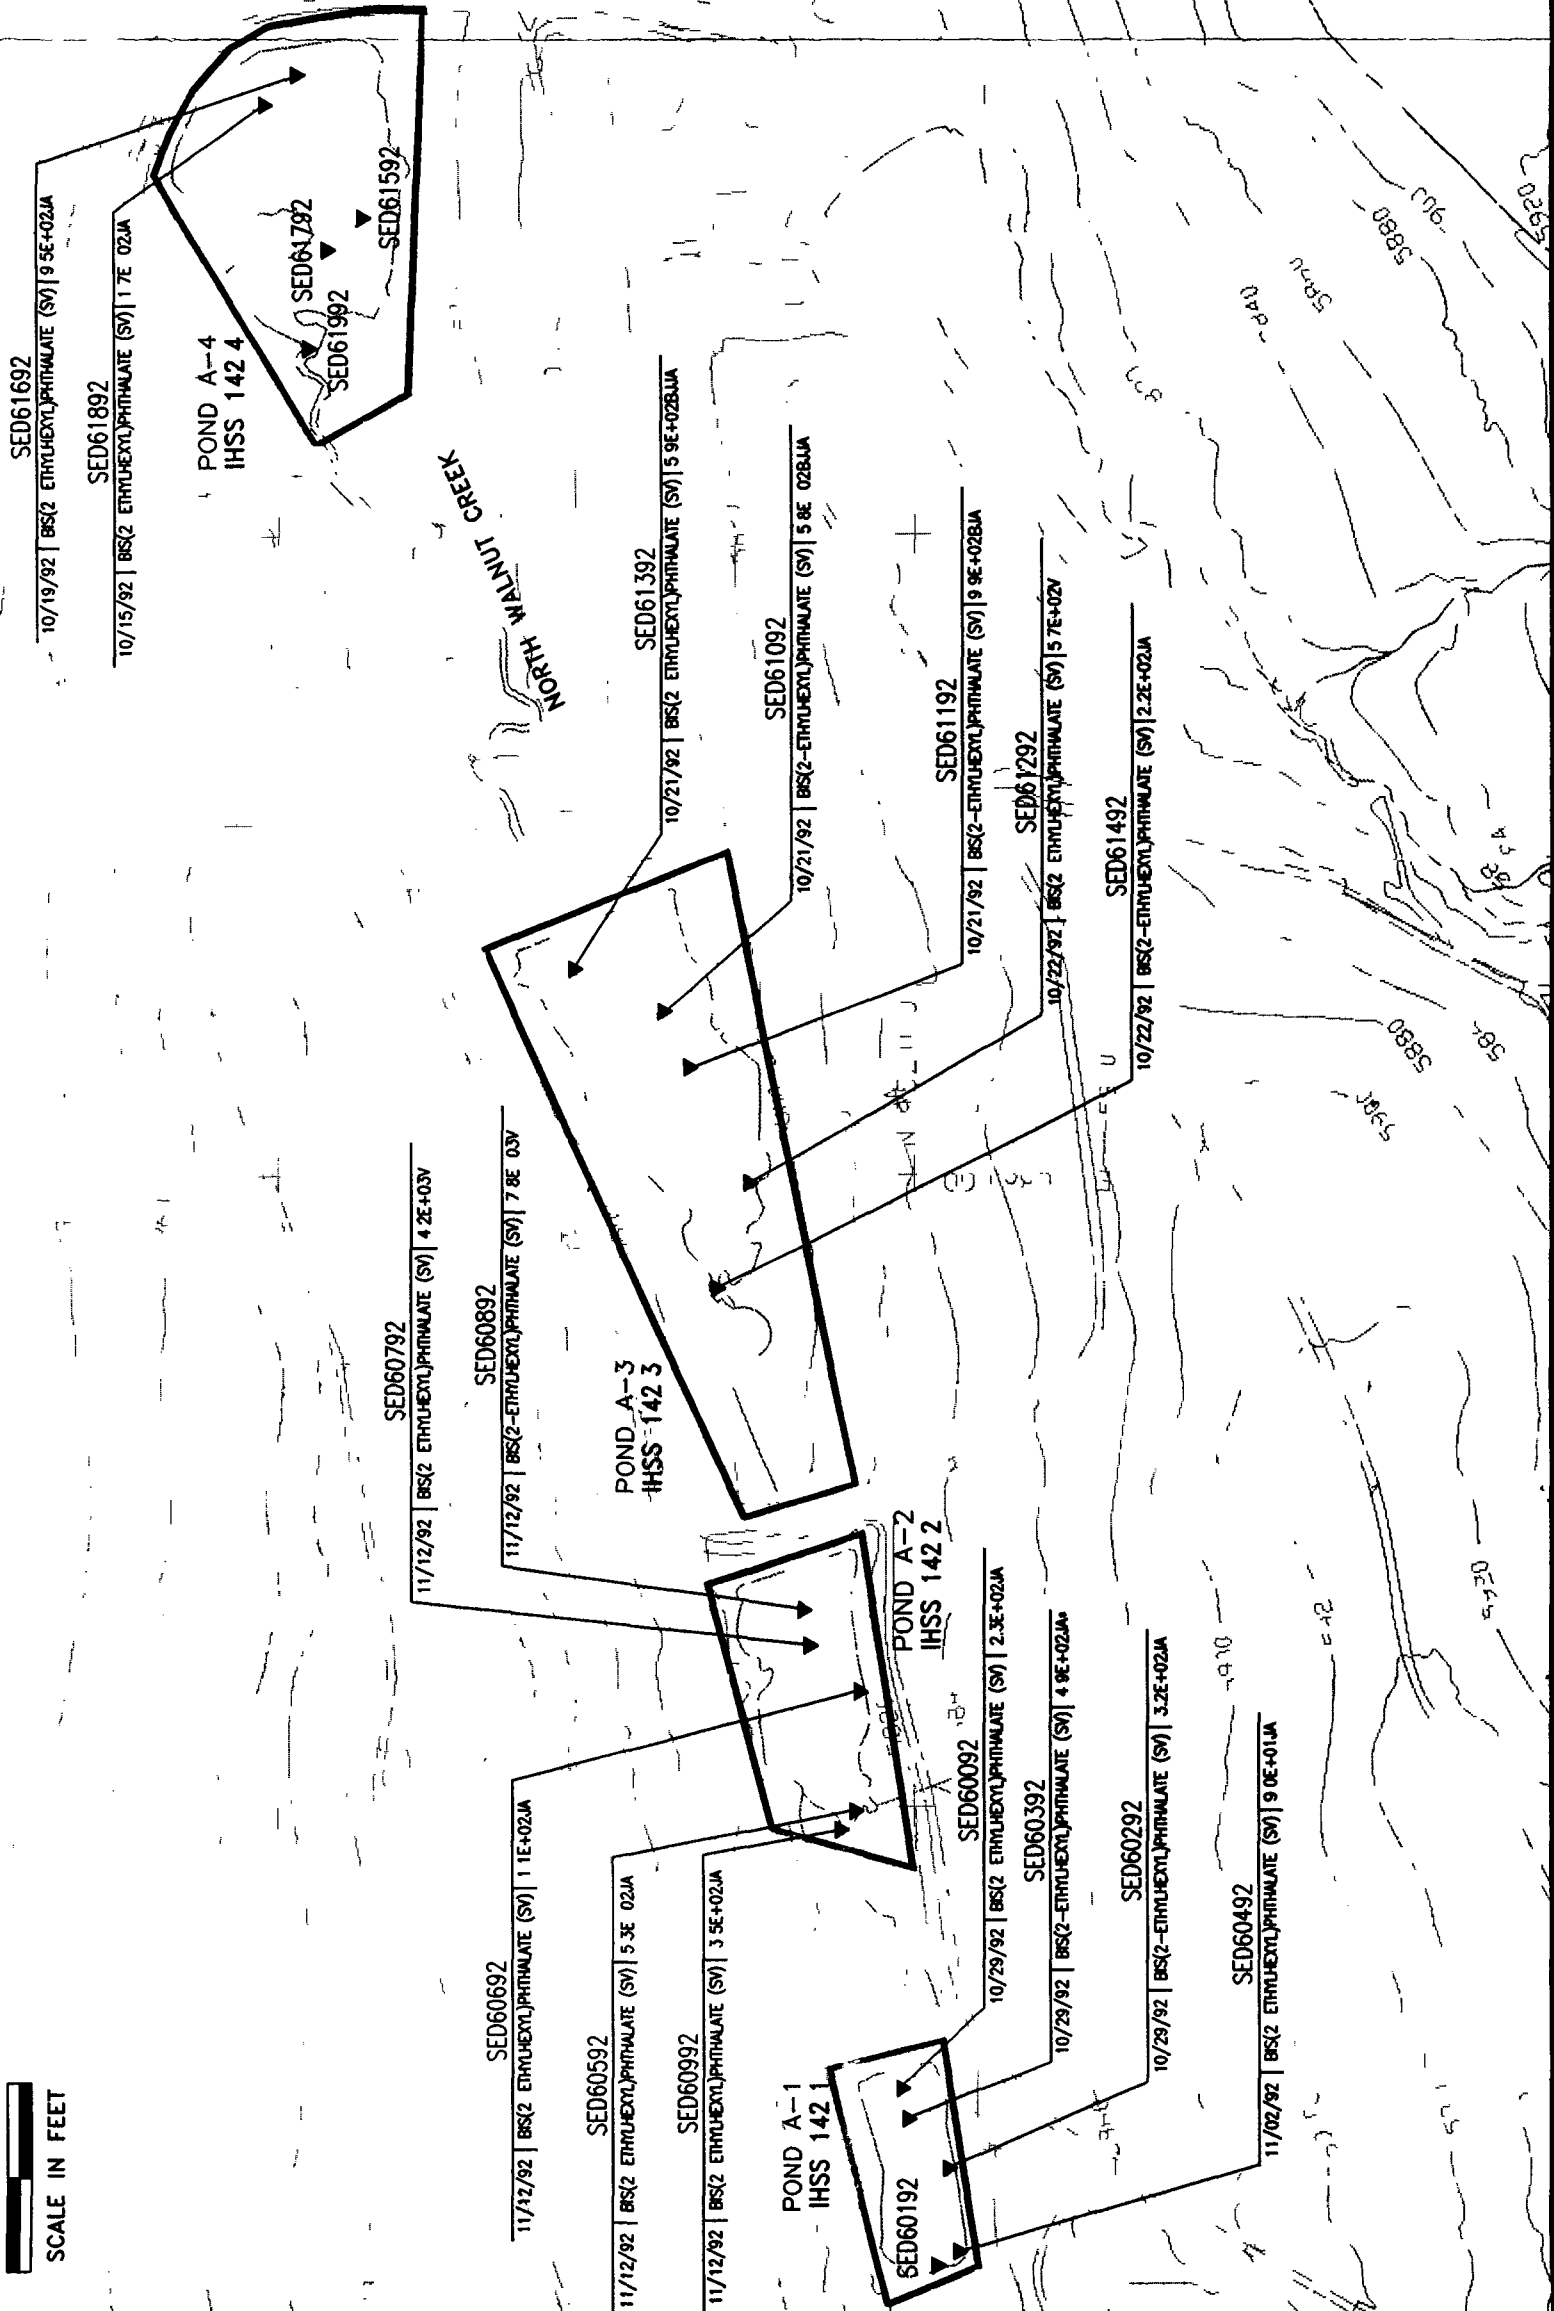 SCALE IN FEET
SED61692
10/19/92 | BIS(2 ETHYLHEXYL)PHTHALATE (SV) | 9 5E+02JA
SED61892
10/15/92 | BIS(2 ETHYLHEXYL)PHTHALATE (SV) | 1 7E 02JA
POND A-4
IHSS 142 4
SED61792
SED61992
SED61592
NORTH WALNUT CREEK
SED60792
11/12/92 | BIS(2 ETHYLHEXYL)PHTHALATE (SV) | 4 2E+03V
SED60892
11/12/92 | BIS(2-ETHYLHEXYL)PHTHALATE (SV) | 7 8E 03V
SED61392
10/21/92 | BIS(2 ETHYLHEXYL)PHTHALATE (SV) | 5 9E+02BJJA
SED61092
10/21/92 | BIS(2-ETHYLHEXYL)PHTHALATE (SV) | 5 8E 02BJJA
SED61192
10/21/92 | BIS(2-ETHYLHEXYL)PHTHALATE (SV) | 9 9E+02BJA
SED61292
10/22/92 | BIS(2 ETHYLHEXYL)PHTHALATE (SV) | 5 7E+02V
SED61492
10/22/92 | BIS(2-ETHYLHEXYL)PHTHALATE (SV) | 2.2E+02JA
POND A-3
IHSS 142 3
SED60692
11/12/92 | BIS(2 ETHYLHEXYL)PHTHALATE (SV) | 1 1E+02JA
SED60592
11/12/92 | BIS(2 ETHYLHEXYL)PHTHALATE (SV) | 5 3E 02JA
SED60992
11/12/92 | BIS(2 ETHYLHEXYL)PHTHALATE (SV) | 3 5E+02JA
POND A-2
IHSS 142 2
SED60092
10/29/92 | BIS(2 ETHYLHEXYL)PHTHALATE (SV) | 2.3E+02JA
SED60392
10/29/92 | BIS(2-ETHYLHEXYL)PHTHALATE (SV) | 4 9E+02JA
SED60292
10/29/92 | BIS(2-ETHYLHEXYL)PHTHALATE (SV) | 3.2E+02JA
SED60492
11/02/92 | BIS(2 ETHYLHEXYL)PHTHALATE (SV) | 9 0E+01JA
POND A-1
IHSS 142 1
SED60192
5880
5920
5880